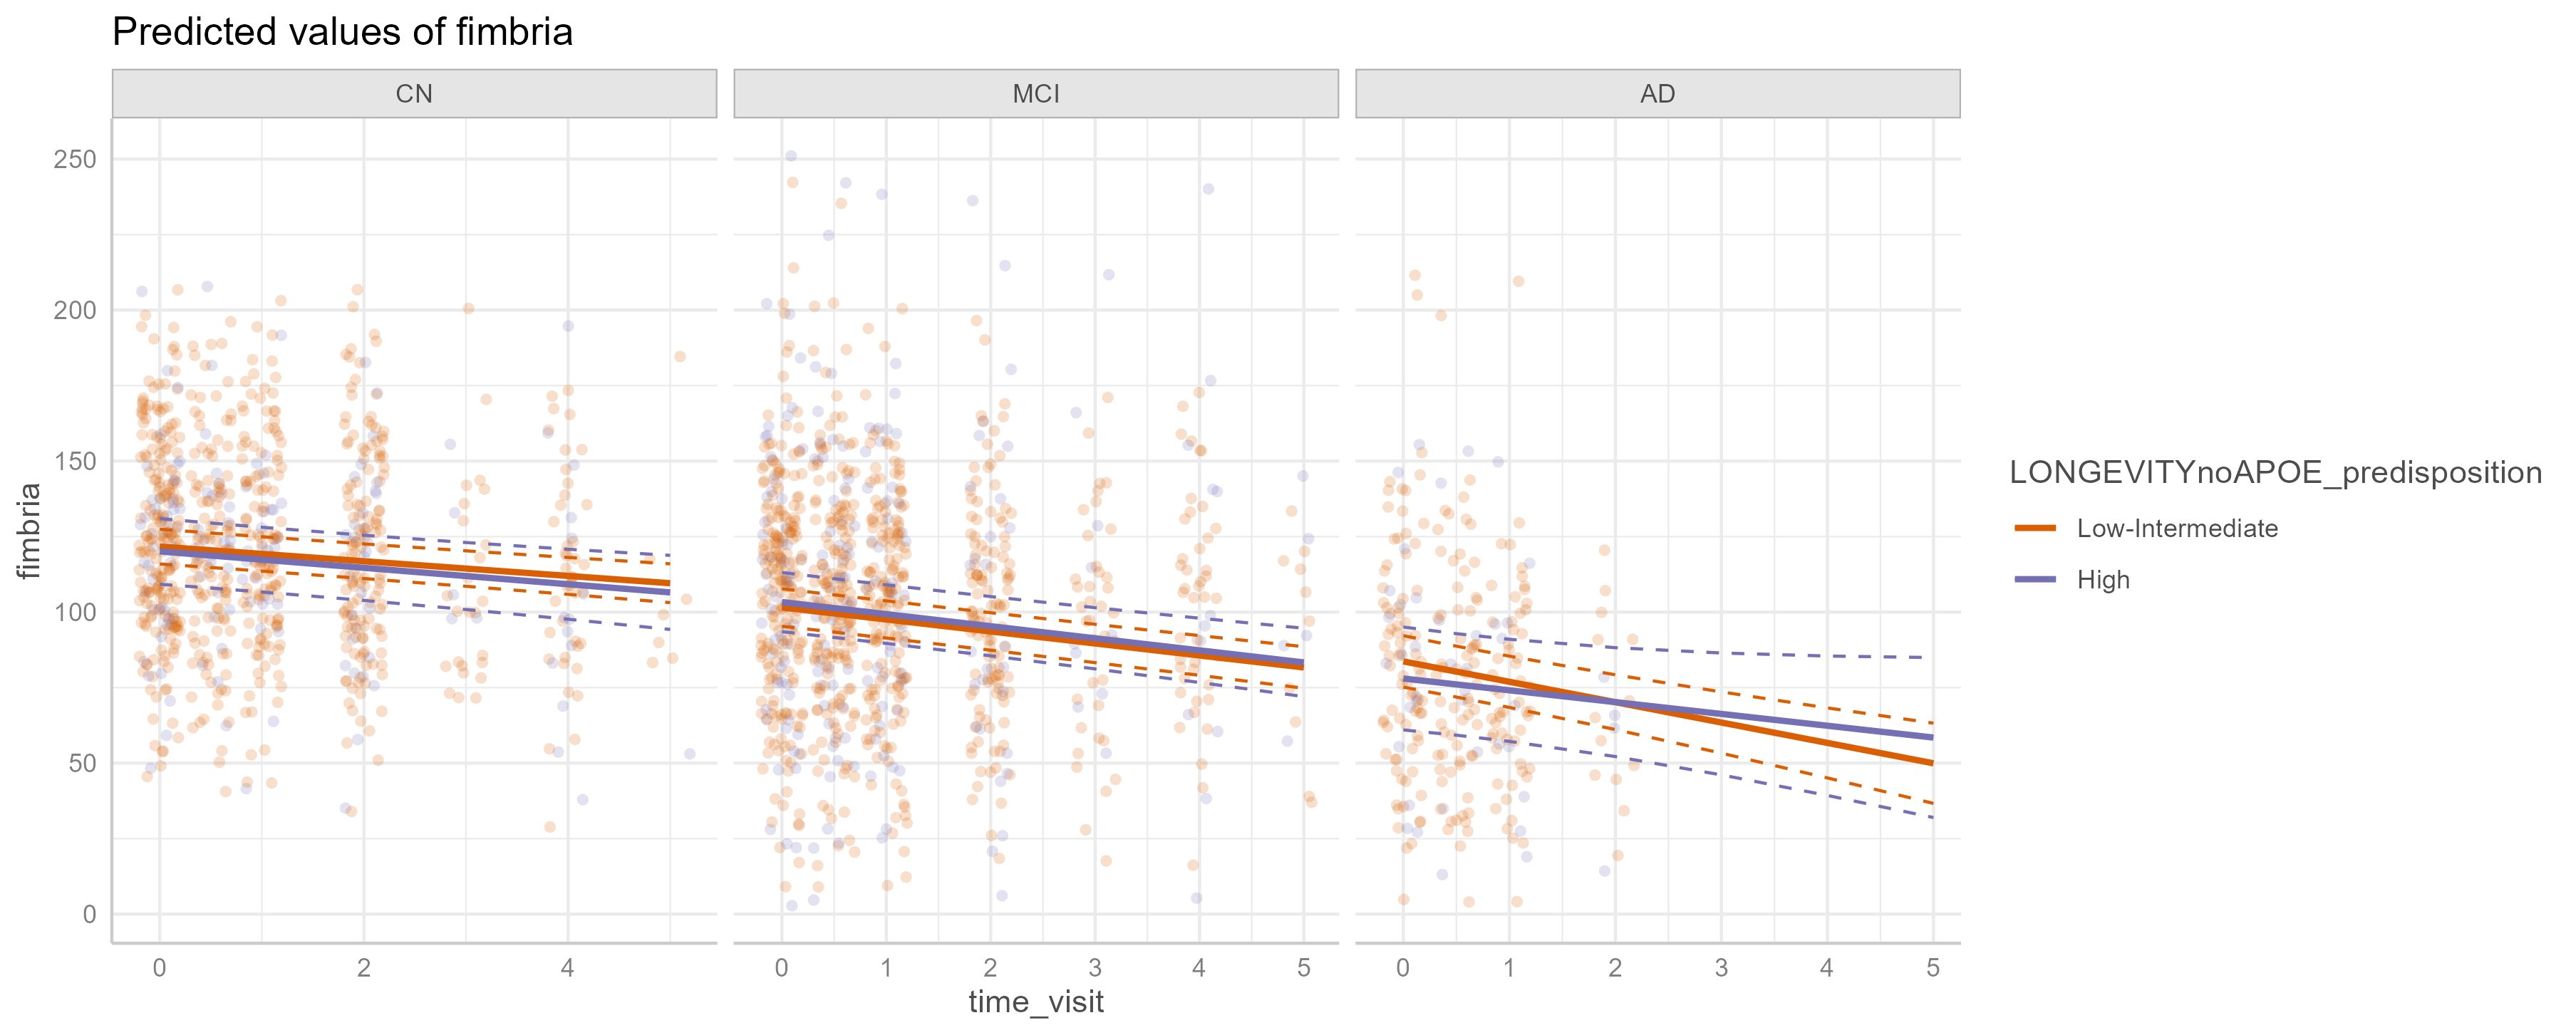 Predicted values of fimbria
CN
MCI
AD
250
200
150
100
50
0
fimbria
0 2 4
0 1 2 3 4 5
0 1 2 3 4 5
time_visit
LONGEVITYnoAPOE_predisposition
Low-Intermediate
High